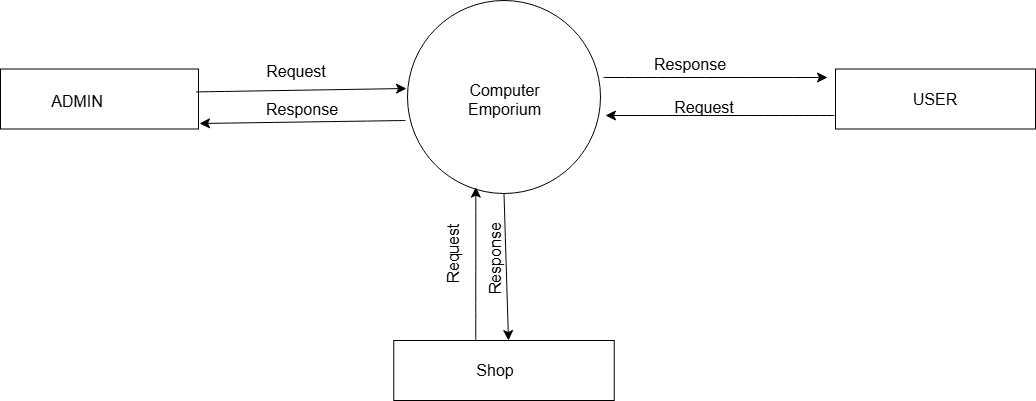 Request
Response
ADMIN
Computer
Emporium
Response
USER
Request
Request
Response
Shop